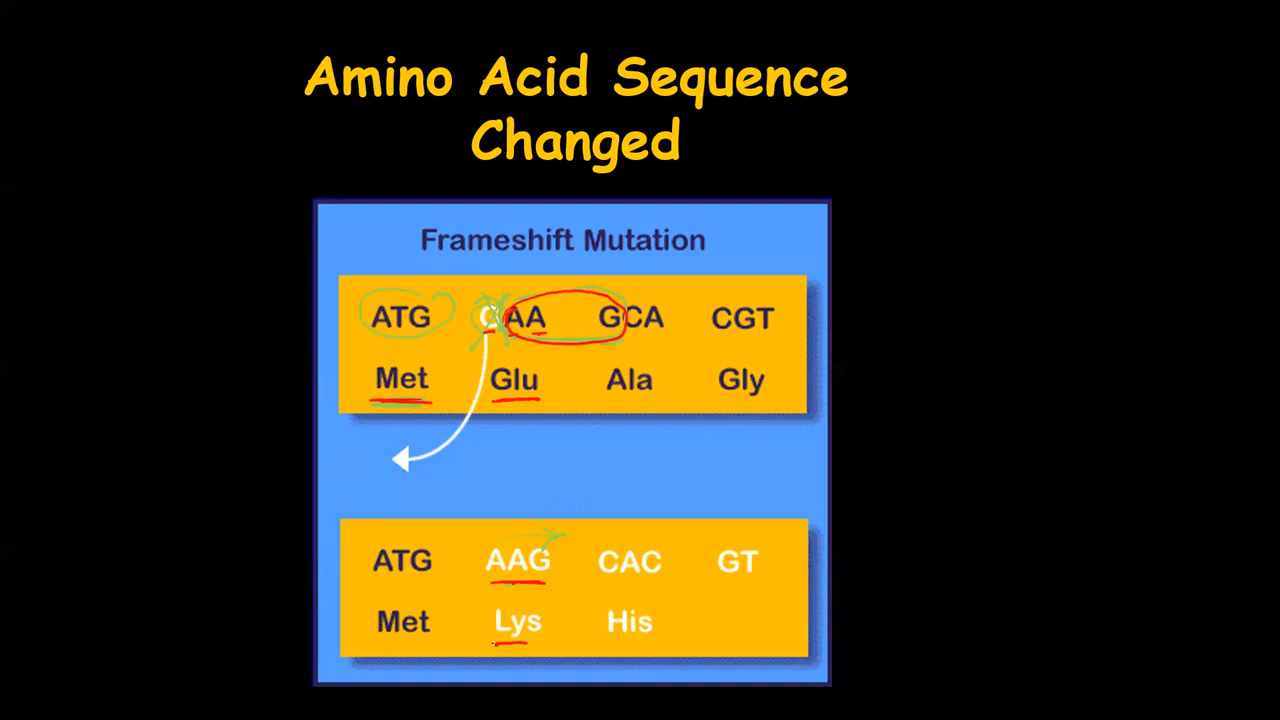 Amino Acid Sequence
Changed
Frameshift Mutation
ATG CAA GCA CGT
Met Glu Ala Gly
ATG AAG CAC GT
Met Lys His